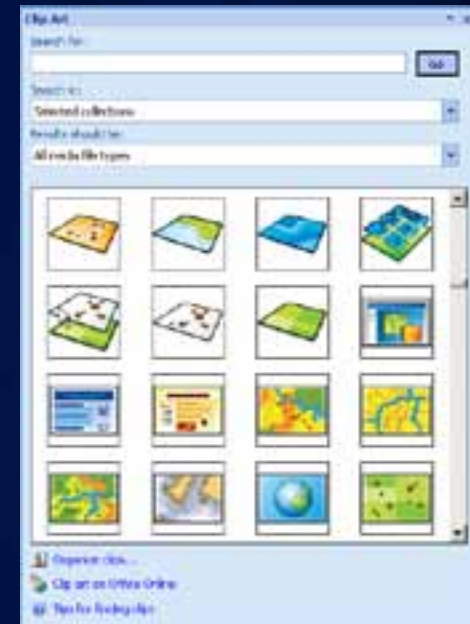 Clip Art
Search for:
Go
Search in:
Selected collections
Results should be:
All media file types
Organize clips...
Clip art on Office Online
Tips for finding clips